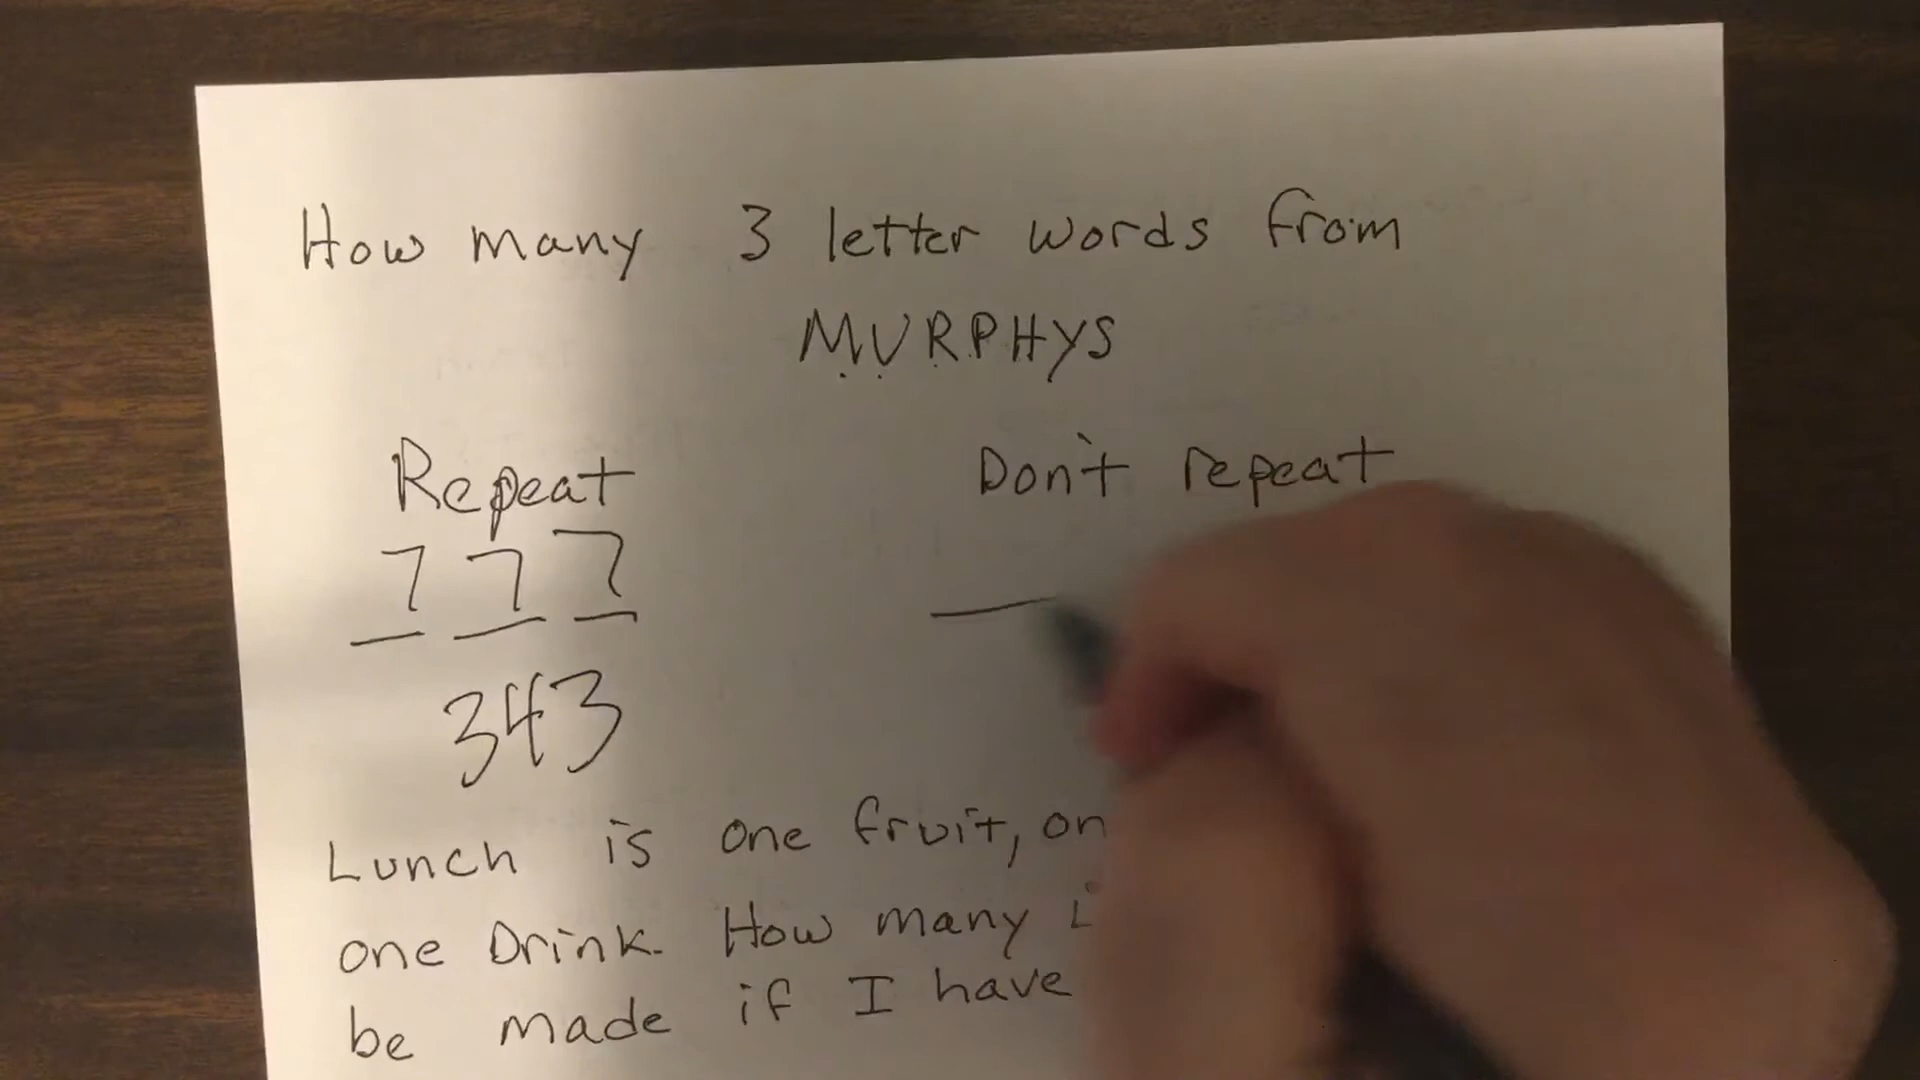 How many 3 letter words from
MURPHYS
Repeat
7 7 7
343
Don't repeat
Lunch is one fruit,
one Drink. How many
be made if I have